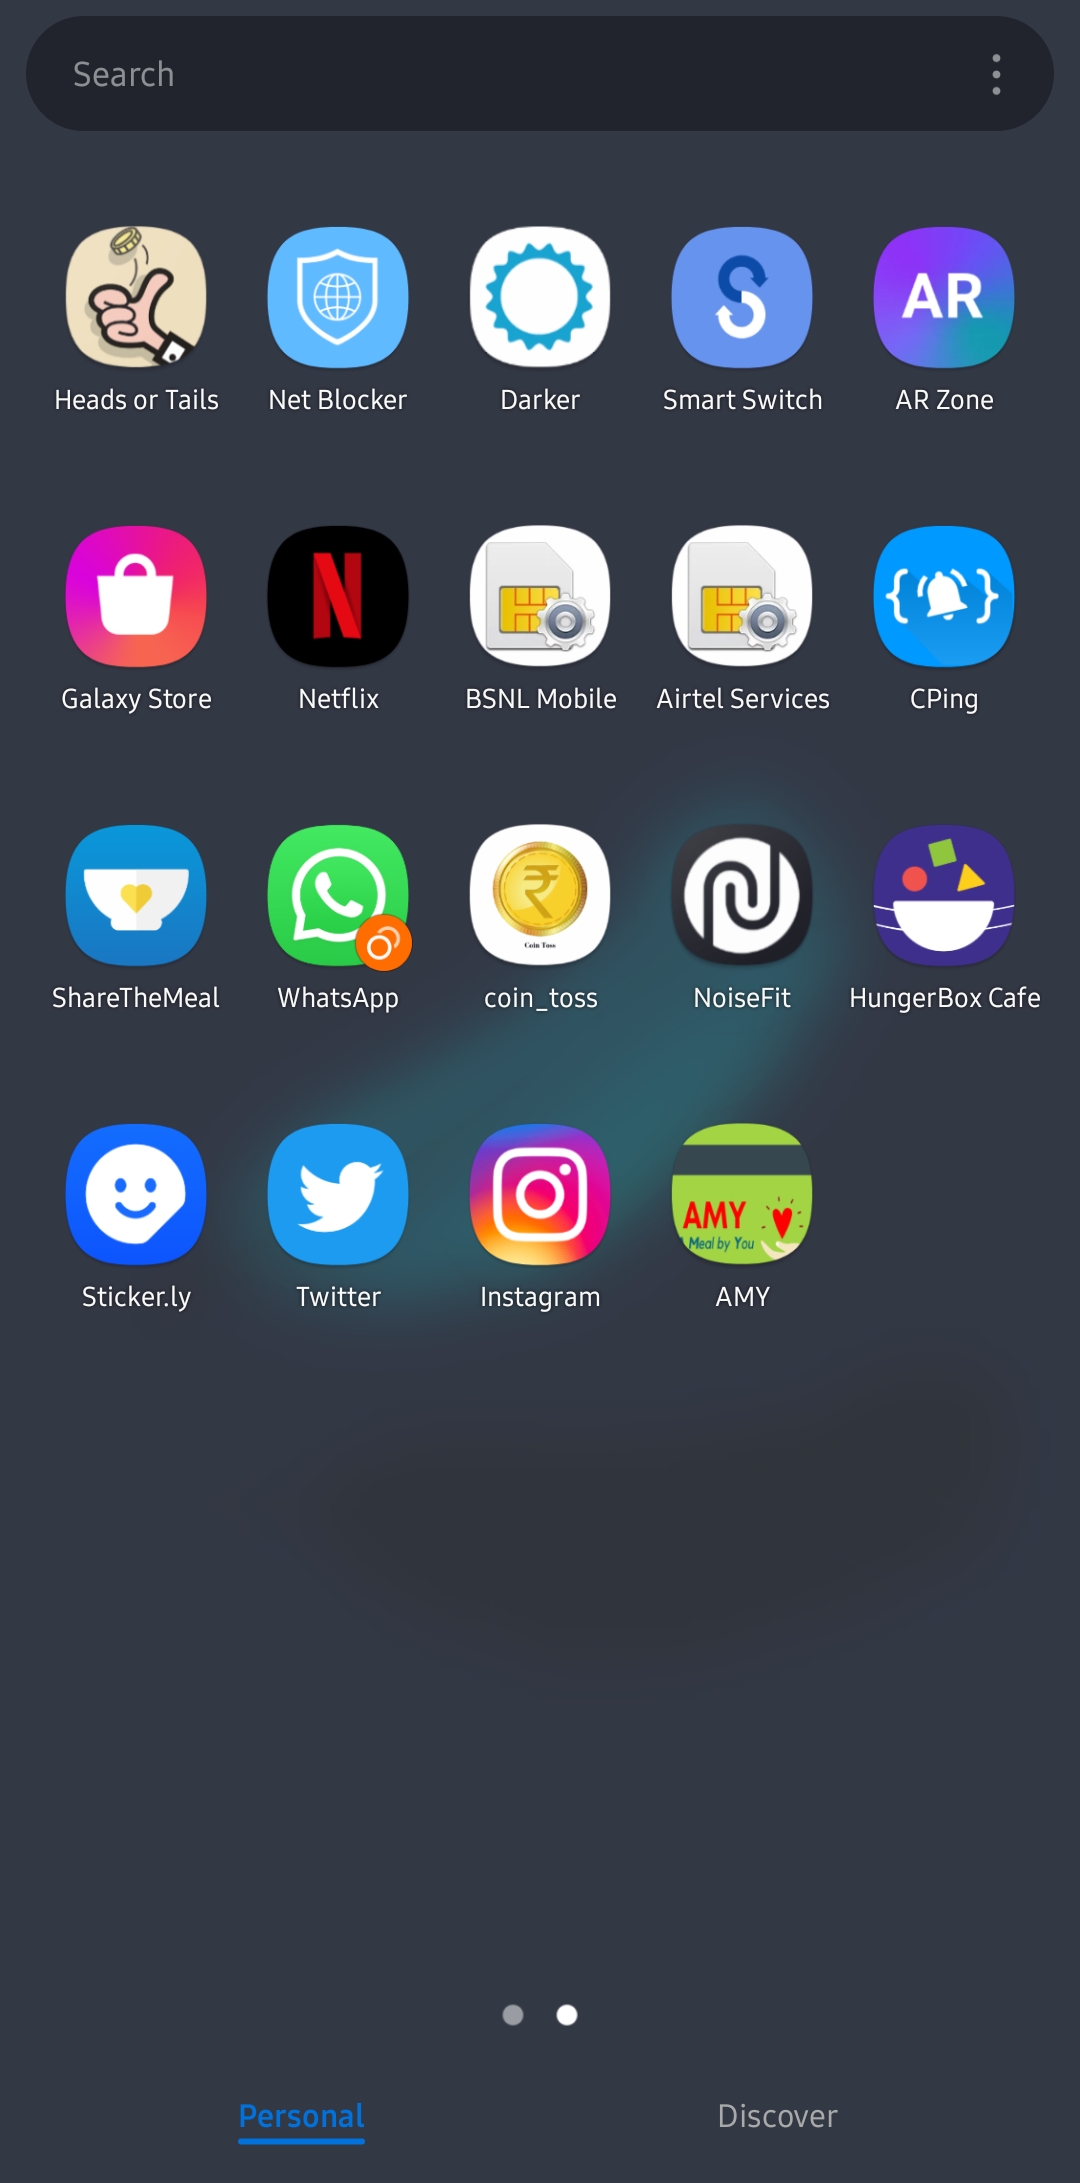 Search
Heads or Tails
Net Blocker
Darker
Smart Switch
AR
AR Zone
Galaxy Store
N
Netflix
BSNL Mobile
Airtel Services
CPing
ShareTheMeal
WhatsApp
₹
Coin Toss
coin_toss
NoiseFit
HungerBox Cafe
Sticker.ly
Twitter
Instagram
AMY
Meal by You
AMY
Personal
Discover